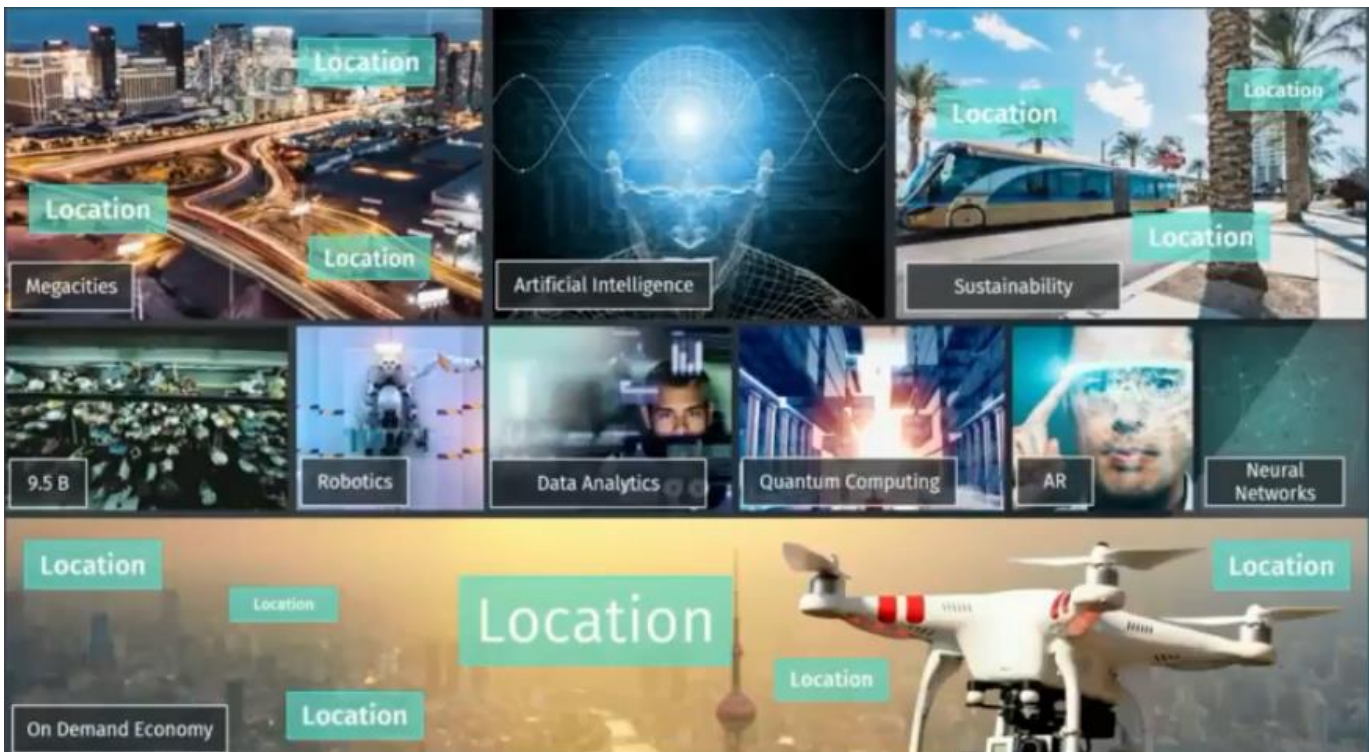 Location
Location
Location
Megacities
Artificial Intelligence
Location
Location
Location
Sustainability
9.5 B
Robotics
Data Analytics
Quantum Computing
AR
Neural
Networks
Location
Location
Location
Location
Location
Location
On Demand Economy